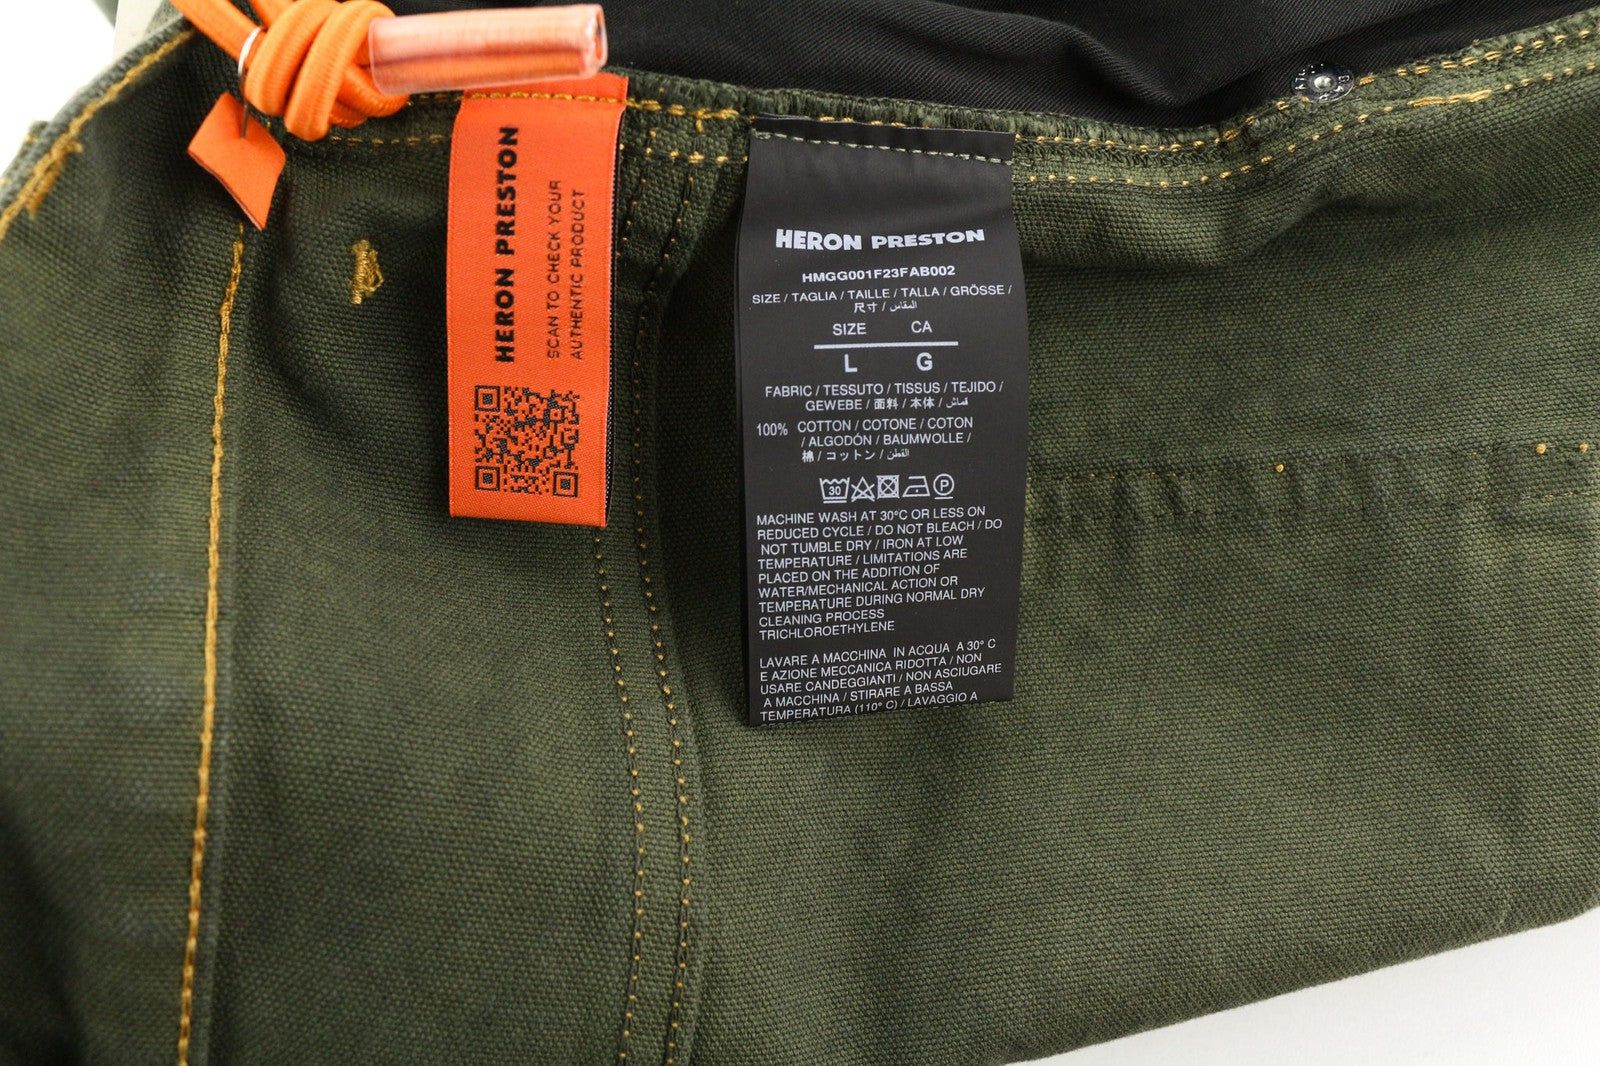 HERON PRESTON
SCAN TO CHECK YOUR
AUTHENTIC PRODUCT
HERON PRESTON
HMGG001F23FAB002
SIZE / TAGLIA / TAILLE / TALLA / GRÖSSE /
尺寸 / المقاس
SIZE CA
L G
FABRIC / TESSUTO / TISSUS / TEJIDO /
GEWEBE / 面料 / 本体 / قماش
100% COTTON / COTONE / COTON
/ ALGODÓN / BAUMWOLLE /
棉 / コットン / القطن
30 P
MACHINE WASH AT 30°C OR LESS ON
REDUCED CYCLE / DO NOT BLEACH / DO
NOT TUMBLE DRY / IRON AT LOW
TEMPERATURE / LIMITATIONS ARE
PLACED ON THE ADDITION OF
WATER/MECHANICAL ACTION OR
TEMPERATURE DURING NORMAL DRY
CLEANING PROCESS
TRICHLOROETHYLENE
LAVARE A MACCHINA IN ACQUA A 30° C
E AZIONE MECCANICA RIDOTTA / NON
USARE CANDEGGIANTI / NON ASCIUGARE
A MACCHINA / STIRARE A BASSA
TEMPERATURA (110° C) / LAVAGGIO A